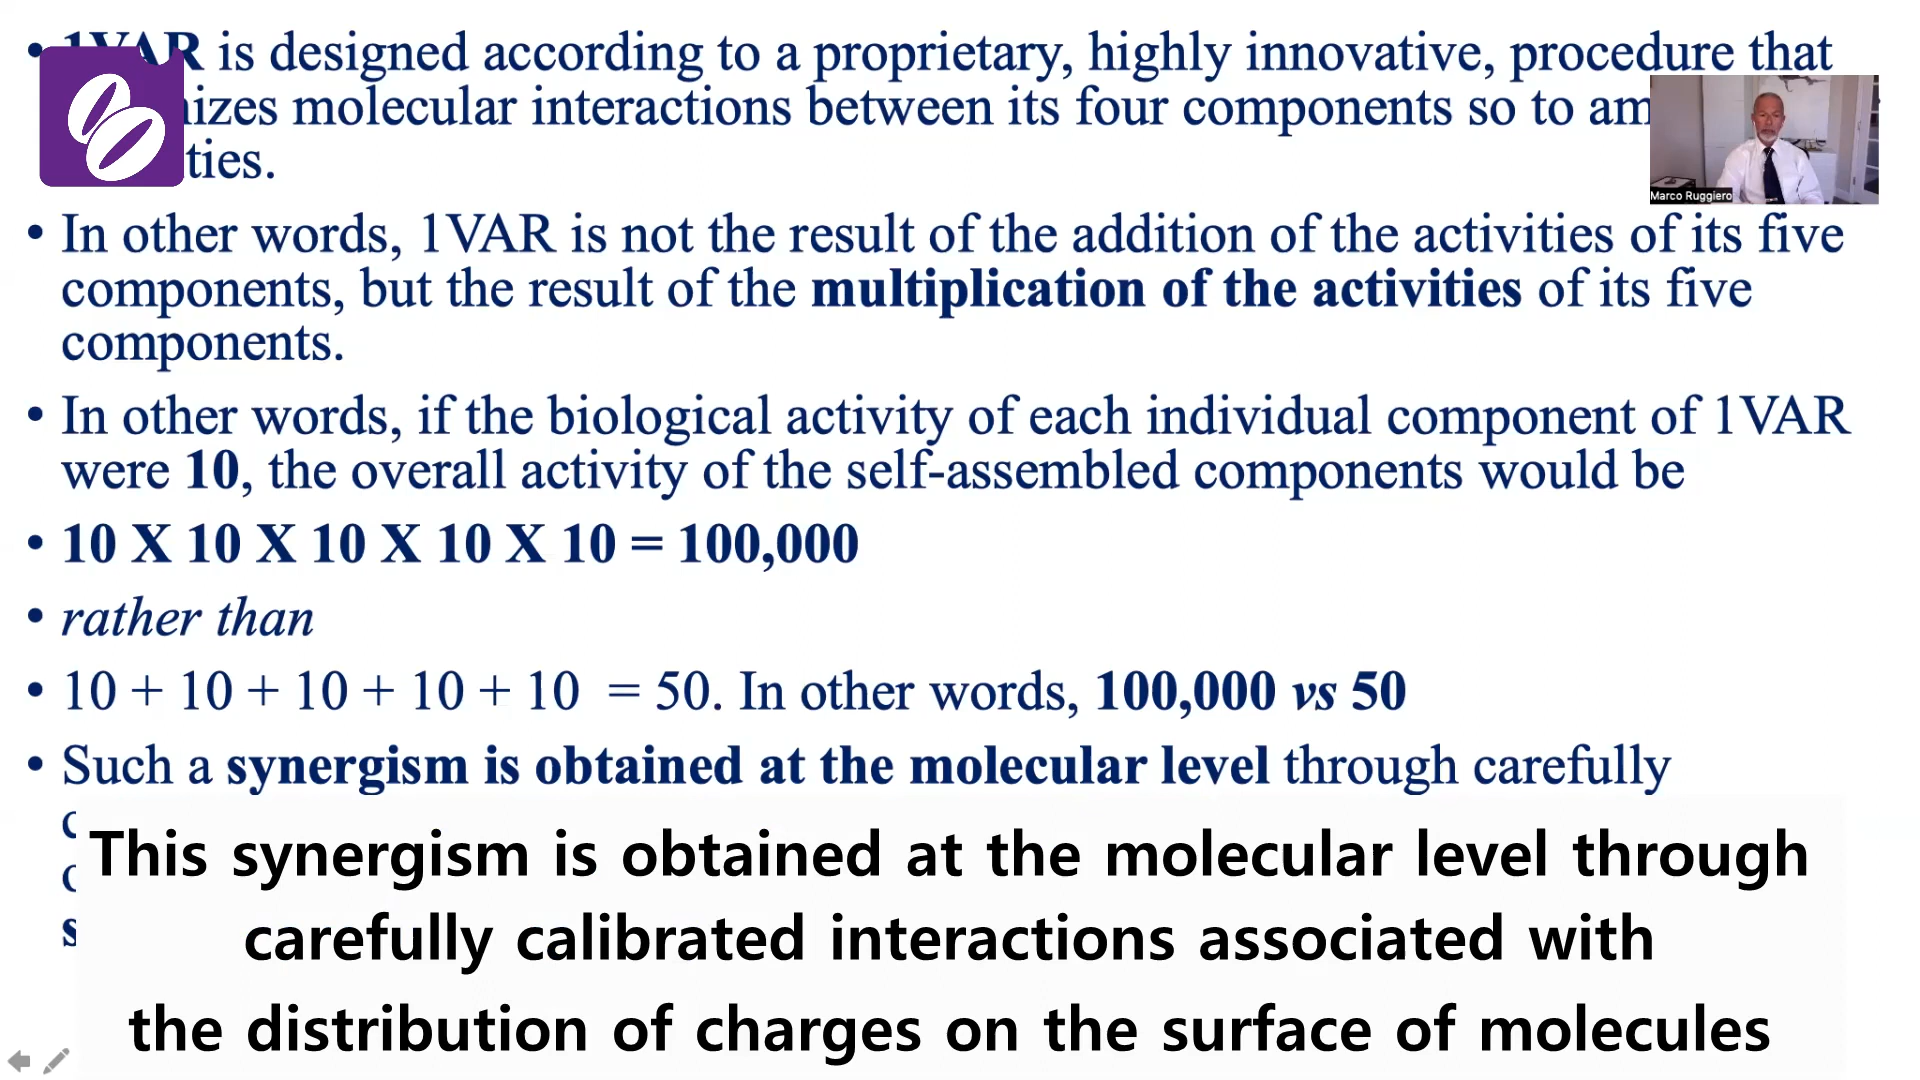 • 1VAR is designed according to a proprietary, highly innovative, procedure that
nizes molecular interactions between its four components so to am
ties.
Marco Ruggiero
• In other words, 1VAR is not the result of the addition of the activities of its five
components, but the result of the multiplication of the activities of its five
components.
• In other words, if the biological activity of each individual component of 1VAR
were 10, the overall activity of the self-assembled components would be
• 10 X 10 X 10 X 10 X 10 = 100,000
• rather than
• 10 + 10 + 10 + 10 + 10 = 50. In other words, 100,000 vs 50
• Such a synergism is obtained at the molecular level through carefully
This synergism is obtained at the molecular level through
carefully calibrated interactions associated with
the distribution of charges on the surface of molecules